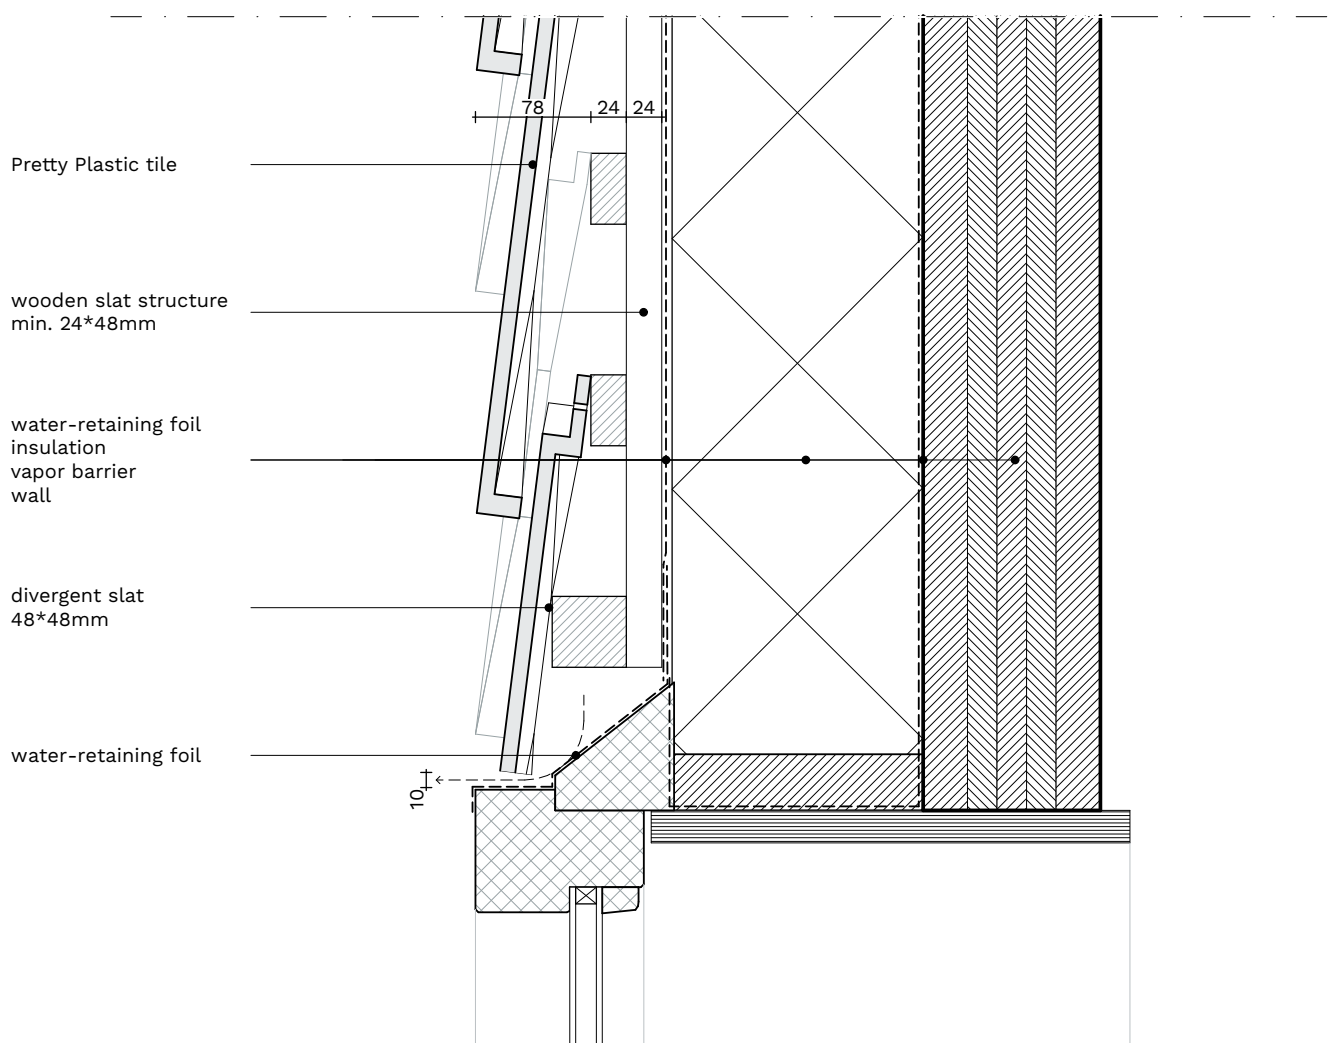 78 24 24
Pretty Plastic tile
wooden slat structure
min. 24*48mm
water-retaining foil
insulation
vapor barrier
wall
divergent slat
48*48mm
water-retaining foil
10